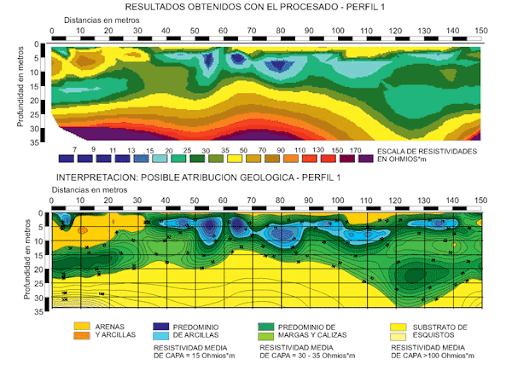 RESULTADOS OBTENIDOS CON EL PROCESADO - PERFIL 1
Distancias en metros
0 10 20 30 40 50 60 70 80 90 100 110 120 130 140 150
Profundidad en metros
0
5
10
15
20
25
30
35
7 9 11 13 15 20 25 30 35 50 70 90 110 130 150 170
ESCALA DE RESISTIVIDADES
EN OHMIOS*m
INTERPRETACION: POSIBLE ATRIBUCION GEOLOGICA - PERFIL 1
Distancias en metros
0 10 20 30 40 50 60 70 80 90 100 110 120 130 140 150
Profundidad en metros
0
5
10
15
20
25
30
35
ARENAS
Y ARCILLAS
PREDOMINIO
DE ARCILLAS
RESISTIVIDAD MEDIA
DE CAPA = 15 Ohmios*m
PREDOMINIO DE
MARGAS Y CALIZAS
RESISTIVIDAD MEDIA
DE CAPA = 30 - 35 Ohmios*m
SUBSTRATO DE
ESQUISTOS
RESISTIVIDAD MEDIA
DE CAPA >100 Ohmios*m